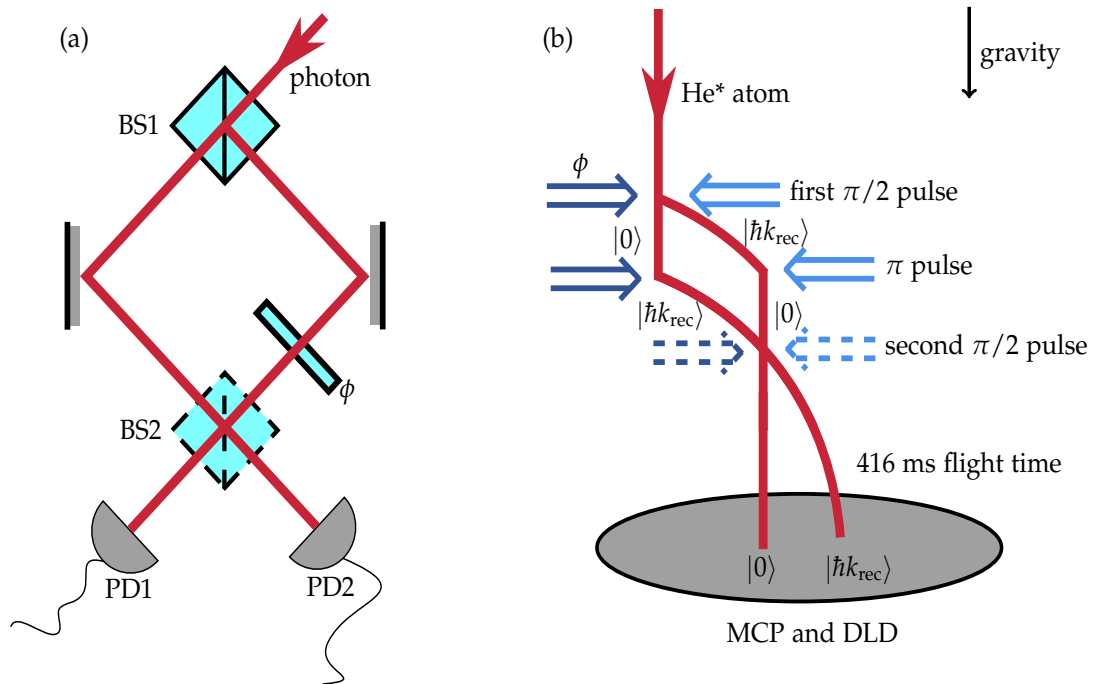 (a)
photon
BS1
ϕ
BS2
PD1
PD2
(b)
gravity
He* atom
ϕ
first π/2 pulse
|0⟩
|ℏk_rec⟩
π pulse
|ℏk_rec⟩
|0⟩
second π/2 pulse
416 ms flight time
|0⟩
|ℏk_rec⟩
MCP and DLD